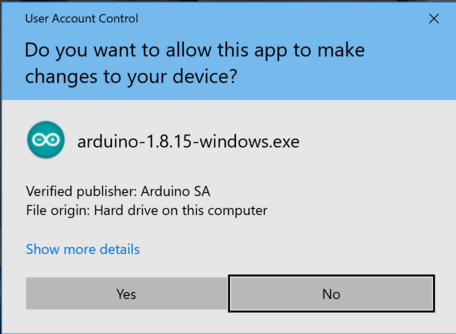 User Account Control
Do you want to allow this app to make
changes to your device?
arduino-1.8.15-windows.exe
Verified publisher: Arduino SA
File origin: Hard drive on this computer
Show more details
Yes
No